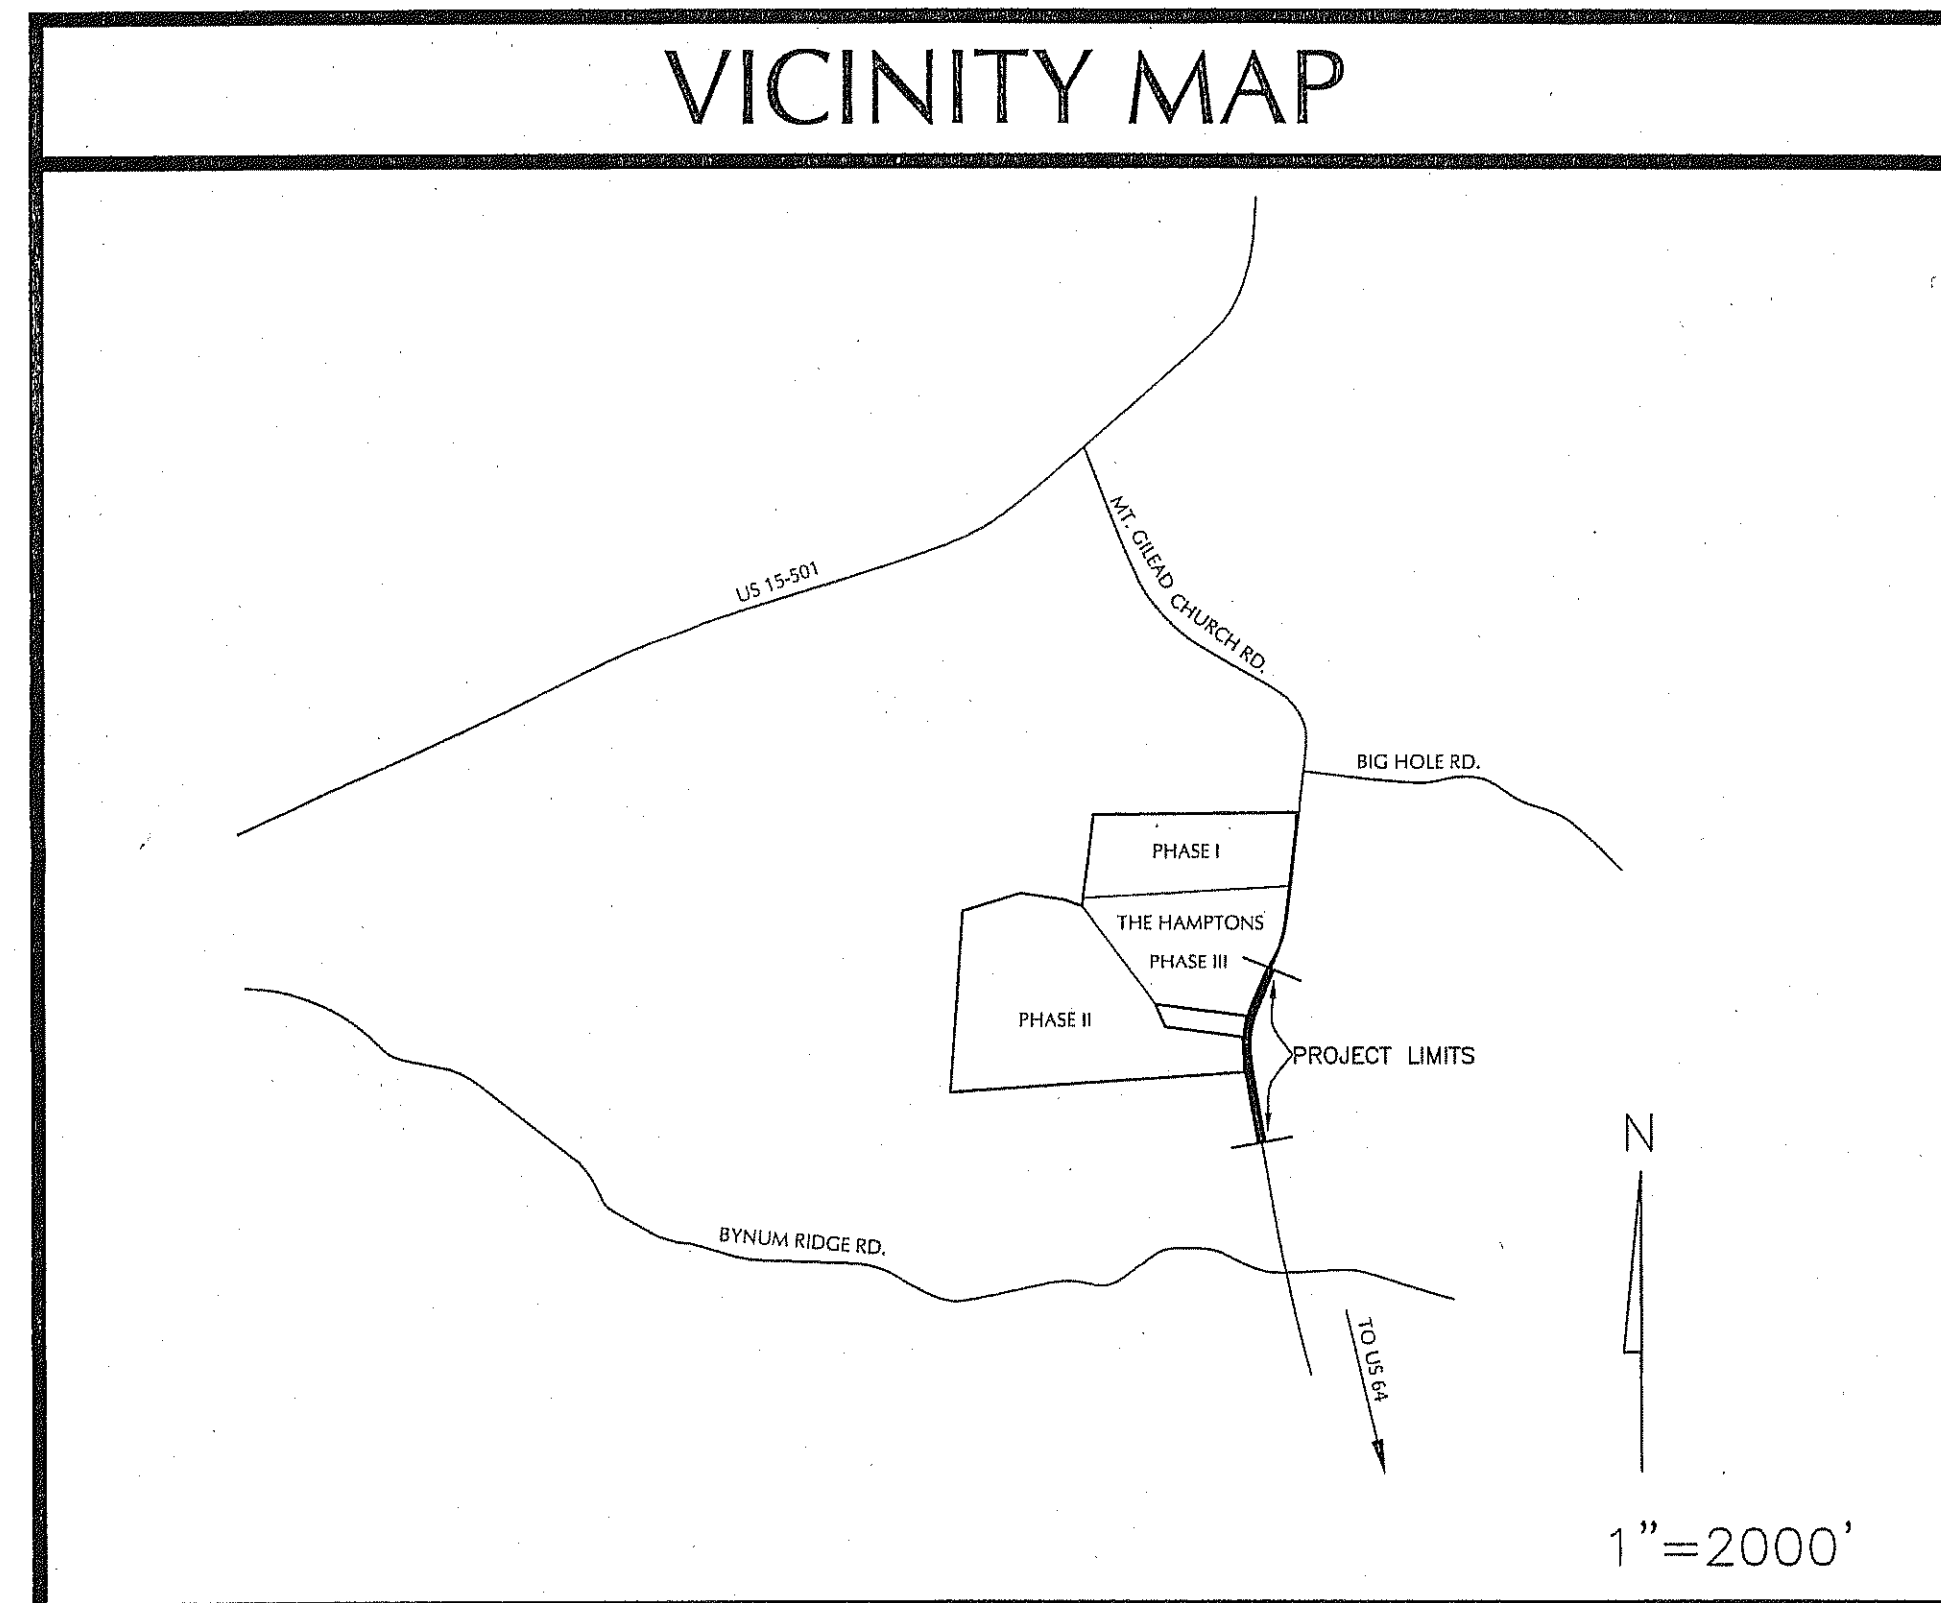 VICINITY MAP
US 15-501
MT. GILEAD CHURCH RD.
BIG HOLE RD.
PHASE I
THE HAMPTONS
PHASE III
PHASE II
PROJECT LIMITS
N
BYNUM RIDGE RD.
TO US 64
1"=2000'